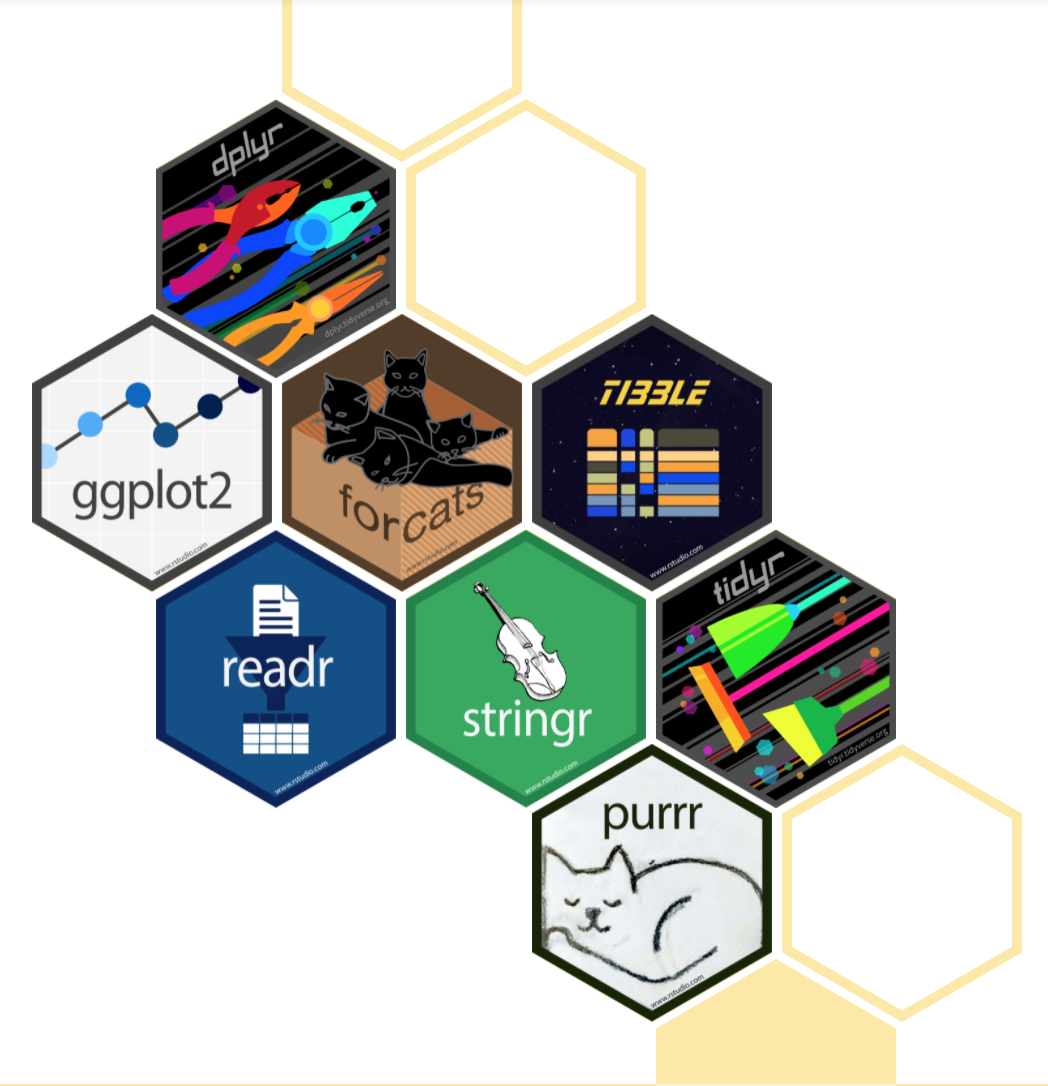 dplyr
dplyr.tidyverse.org
ggplot2
www.rstudio.com
forcats
www.rstudio.com
TIBBLE
www.rstudio.com
readr
www.rstudio.com
stringr
www.rstudio.com
tidyr
tidyr.tidyverse.org
purrr
www.rstudio.com